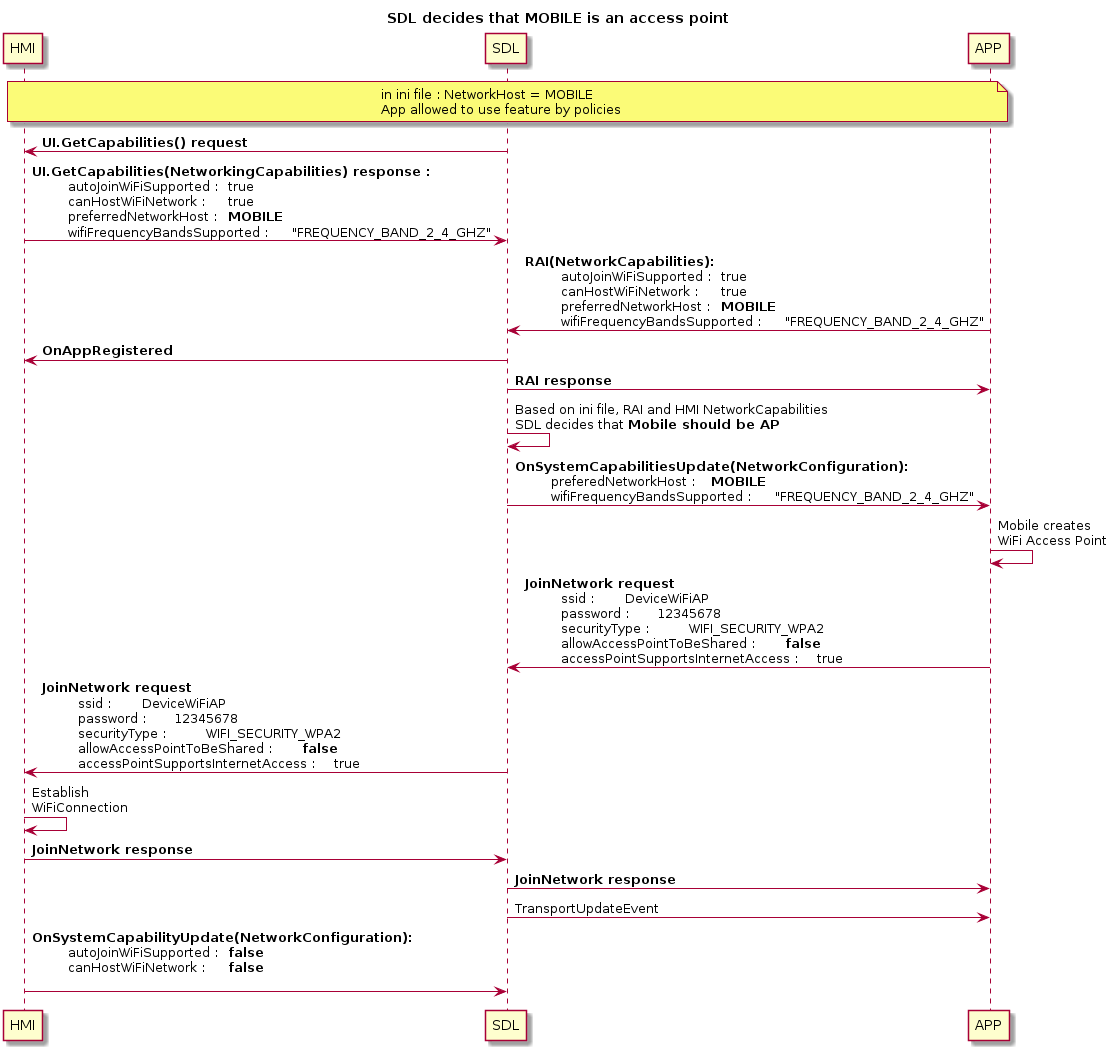 SDL decides that MOBILE is an access point
HMI SDL APP
in ini file : NetworkHost = MOBILE
App allowed to use feature by policies
UI.GetCapabilities() request
UI.GetCapabilities(NetworkingCapabilities) response :
autoJoinWiFiSupported : true
canHostWiFiNetwork : true
preferredNetworkHost : MOBILE
wifiFrequencyBandsSupported : "FREQUENCY_BAND_2_4_GHZ"
RAI(NetworkCapabilities):
autoJoinWiFiSupported : true
canHostWiFiNetwork : true
preferredNetworkHost : MOBILE
wifiFrequencyBandsSupported : "FREQUENCY_BAND_2_4_GHZ"
OnAppRegistered
RAI response
Based on ini file, RAI and HMI NetworkCapabilities
SDL decides that Mobile should be AP
OnSystemCapabilitiesUpdate(NetworkConfiguration):
preferedNetworkHost : MOBILE
wifiFrequencyBandsSupported : "FREQUENCY_BAND_2_4_GHZ"
Mobile creates
WiFi Access Point
JoinNetwork request
ssid : DeviceWiFiAP
password : 12345678
securityType : WIFI_SECURITY_WPA2
allowAccessPointToBeShared : false
accessPointSupportsInternetAccess : true
JoinNetwork request
ssid : DeviceWiFiAP
password : 12345678
securityType : WIFI_SECURITY_WPA2
allowAccessPointToBeShared : false
accessPointSupportsInternetAccess : true
Establish
WiFiConnection
JoinNetwork response
JoinNetwork response
TransportUpdateEvent
OnSystemCapabilityUpdate(NetworkConfiguration):
autoJoinWiFiSupported : false
canHostWiFiNetwork : false
HMI SDL APP